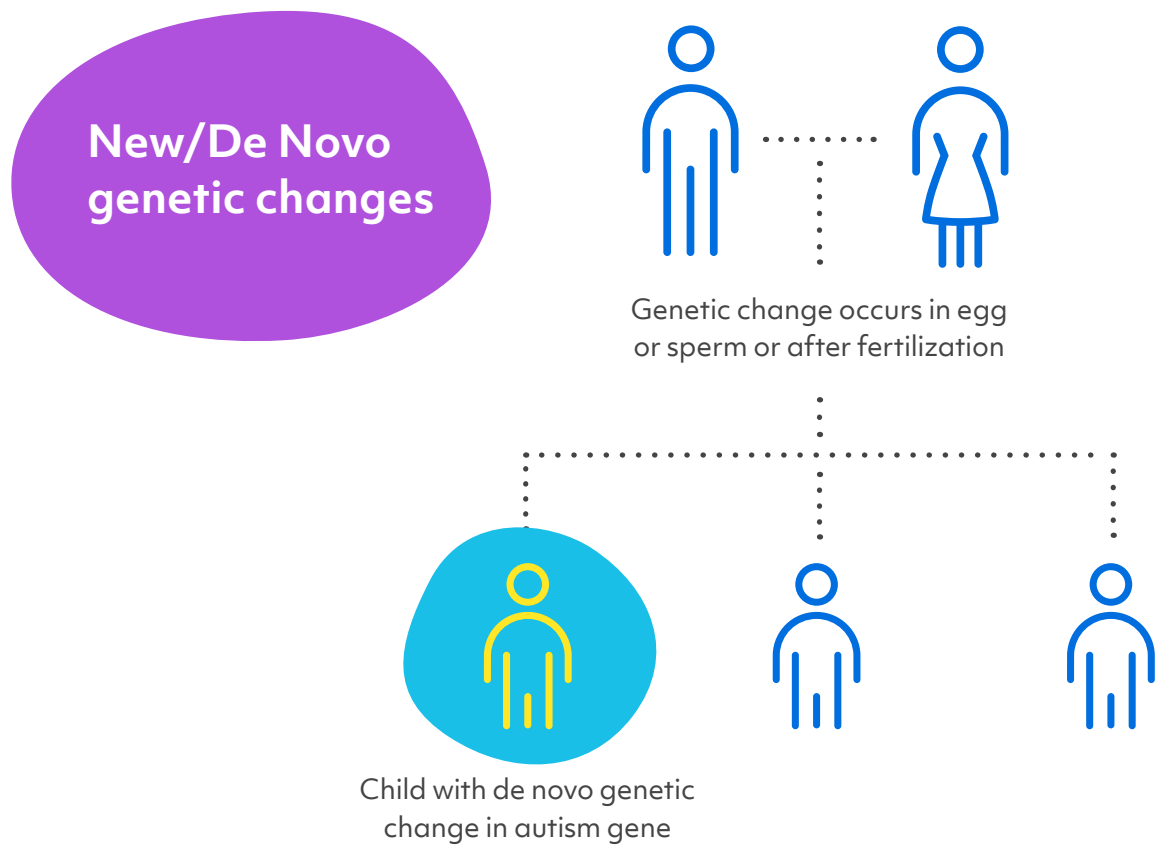 New/De Novo
genetic changes
Genetic change occurs in egg
or sperm or after fertilization
Child with de novo genetic
change in autism gene